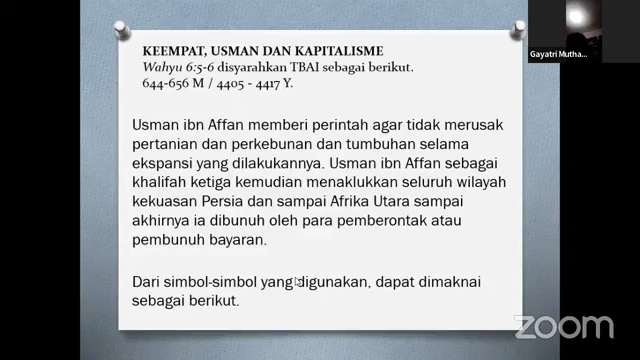 KEEMPAT, USMAN DAN KAPITALISME
Wahyu 6:5-6 disyarahkan TBAI sebagai berikut.
644-656 M / 4405 - 4417 Y.
Usman ibn Affan memberi perintah agar tidak merusak
pertanian dan perkebunan dan tumbuhan selama
ekspansi yang dilakukannya. Usman ibn Affan sebagai
khalifah ketiga kemudian menaklukkan seluruh wilayah
kekuasan Persia dan sampai Afrika Utara sampai
akhirnya ia dibunuh oleh para pemberontak atau
pembunuh bayaran.
Dari simbol-simbol yang digunakan, dapat dimaknai
sebagai berikut.
Gayatri Mutha...
zoom